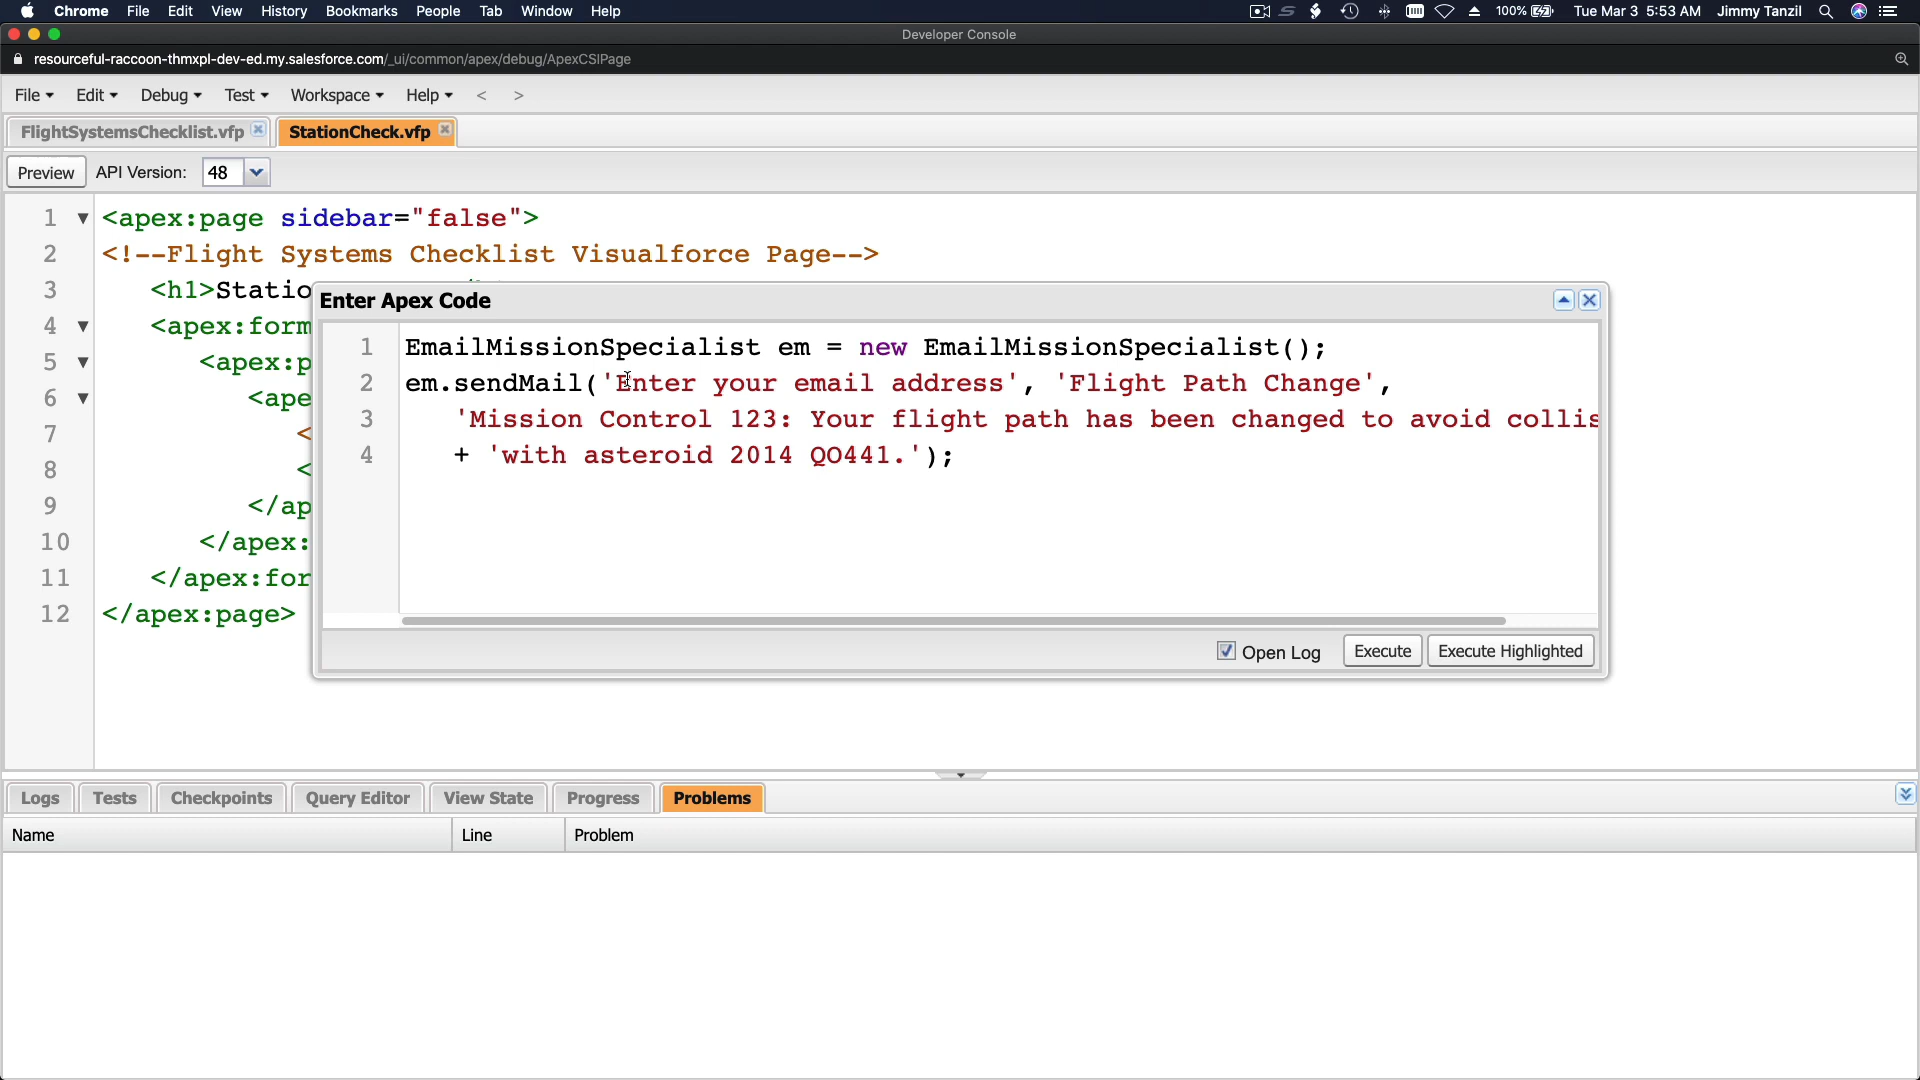 Chrome File Edit View History Bookmarks People Tab Window Help 100% Tue Mar 3 5:53 AM Jimmy Tanzil
Developer Console
resourceful-raccoon-thmxpl-dev-ed.my.salesforce.com/_ui/common/apex/debug/ApexCSIPage
File Edit Debug Test Workspace Help < >
FlightSystemsChecklist.vfp StationCheck.vfp
Preview API Version: 48
1 <apex:page sidebar="false">
2 <!--Flight Systems Checklist Visualforce Page-->
3 <h1>Statio
4 <apex:form
5 <apex:p
6 <ape
7 <
8 <
9 </ap
10 </apex:
11 </apex:for
12 </apex:page>
Enter Apex Code
1 EmailMissionSpecialist em = new EmailMissionSpecialist();
2 em.sendMail('Enter your email address', 'Flight Path Change',
3 'Mission Control 123: Your flight path has been changed to avoid collis
4 + 'with asteroid 2014 QO441.');
Open Log Execute Execute Highlighted
Logs Tests Checkpoints Query Editor View State Progress Problems
Name Line Problem